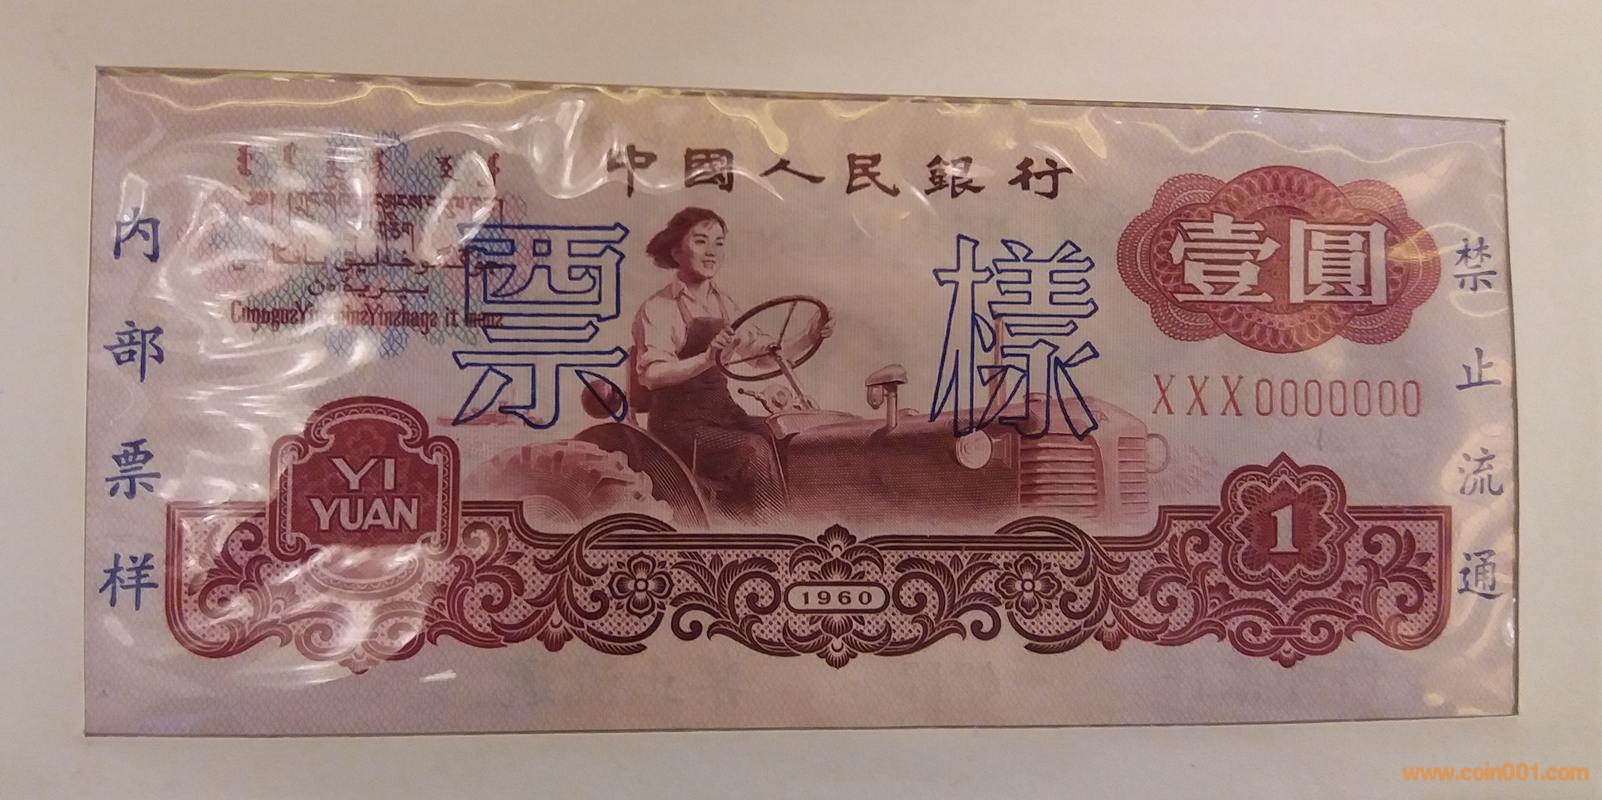 中國人民銀行
票樣
壹圓
XXX0000000
内部票样
禁止流通
YI
YUAN
1960
1
www.coin001.com